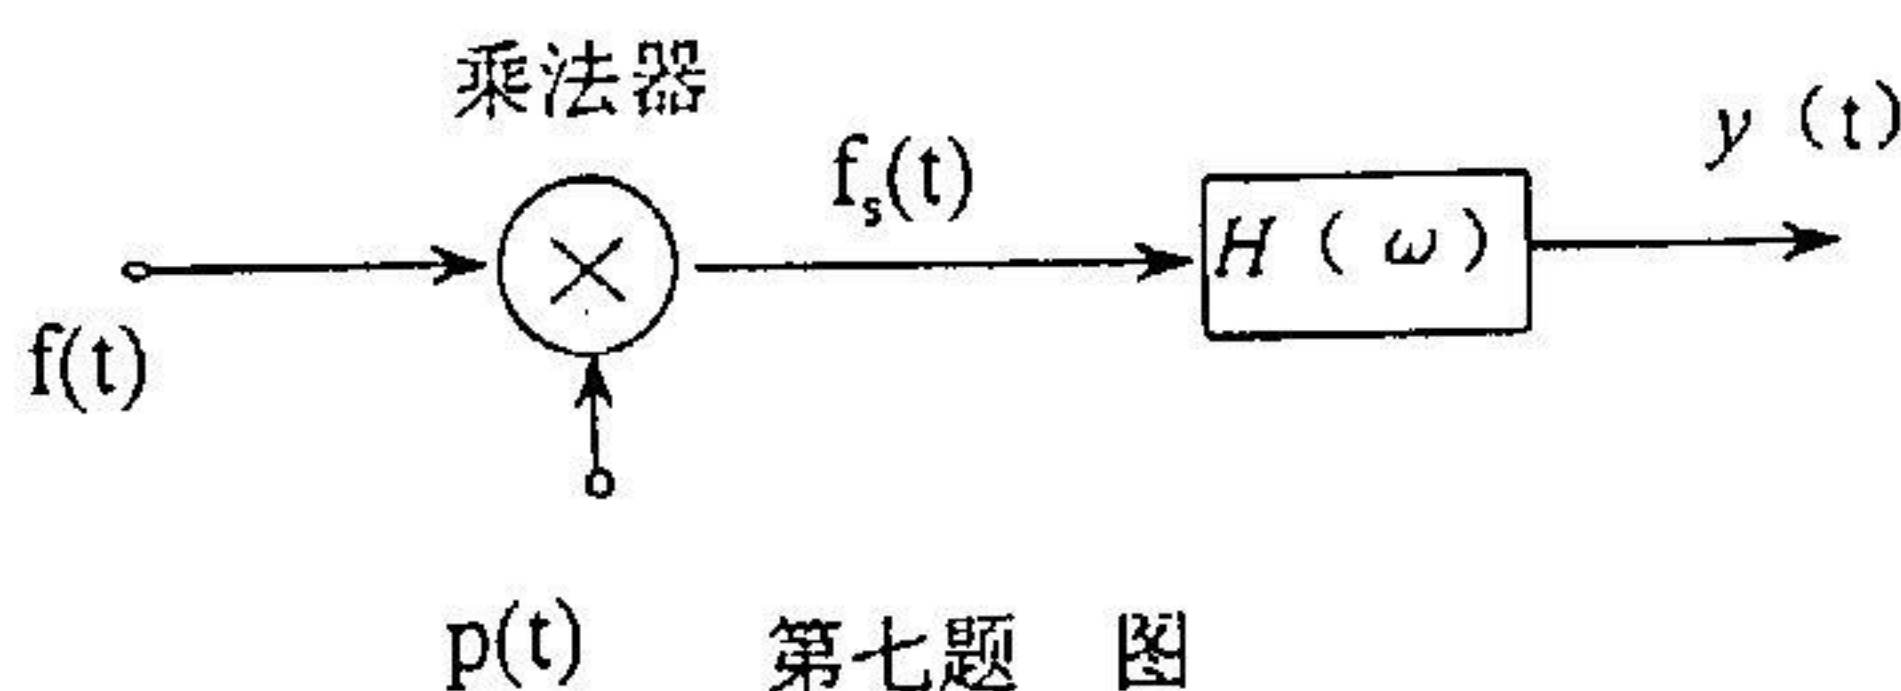 乘法器
f(t)
f_s(t)
H ( ω )
y (t)
p(t)
第七题 图